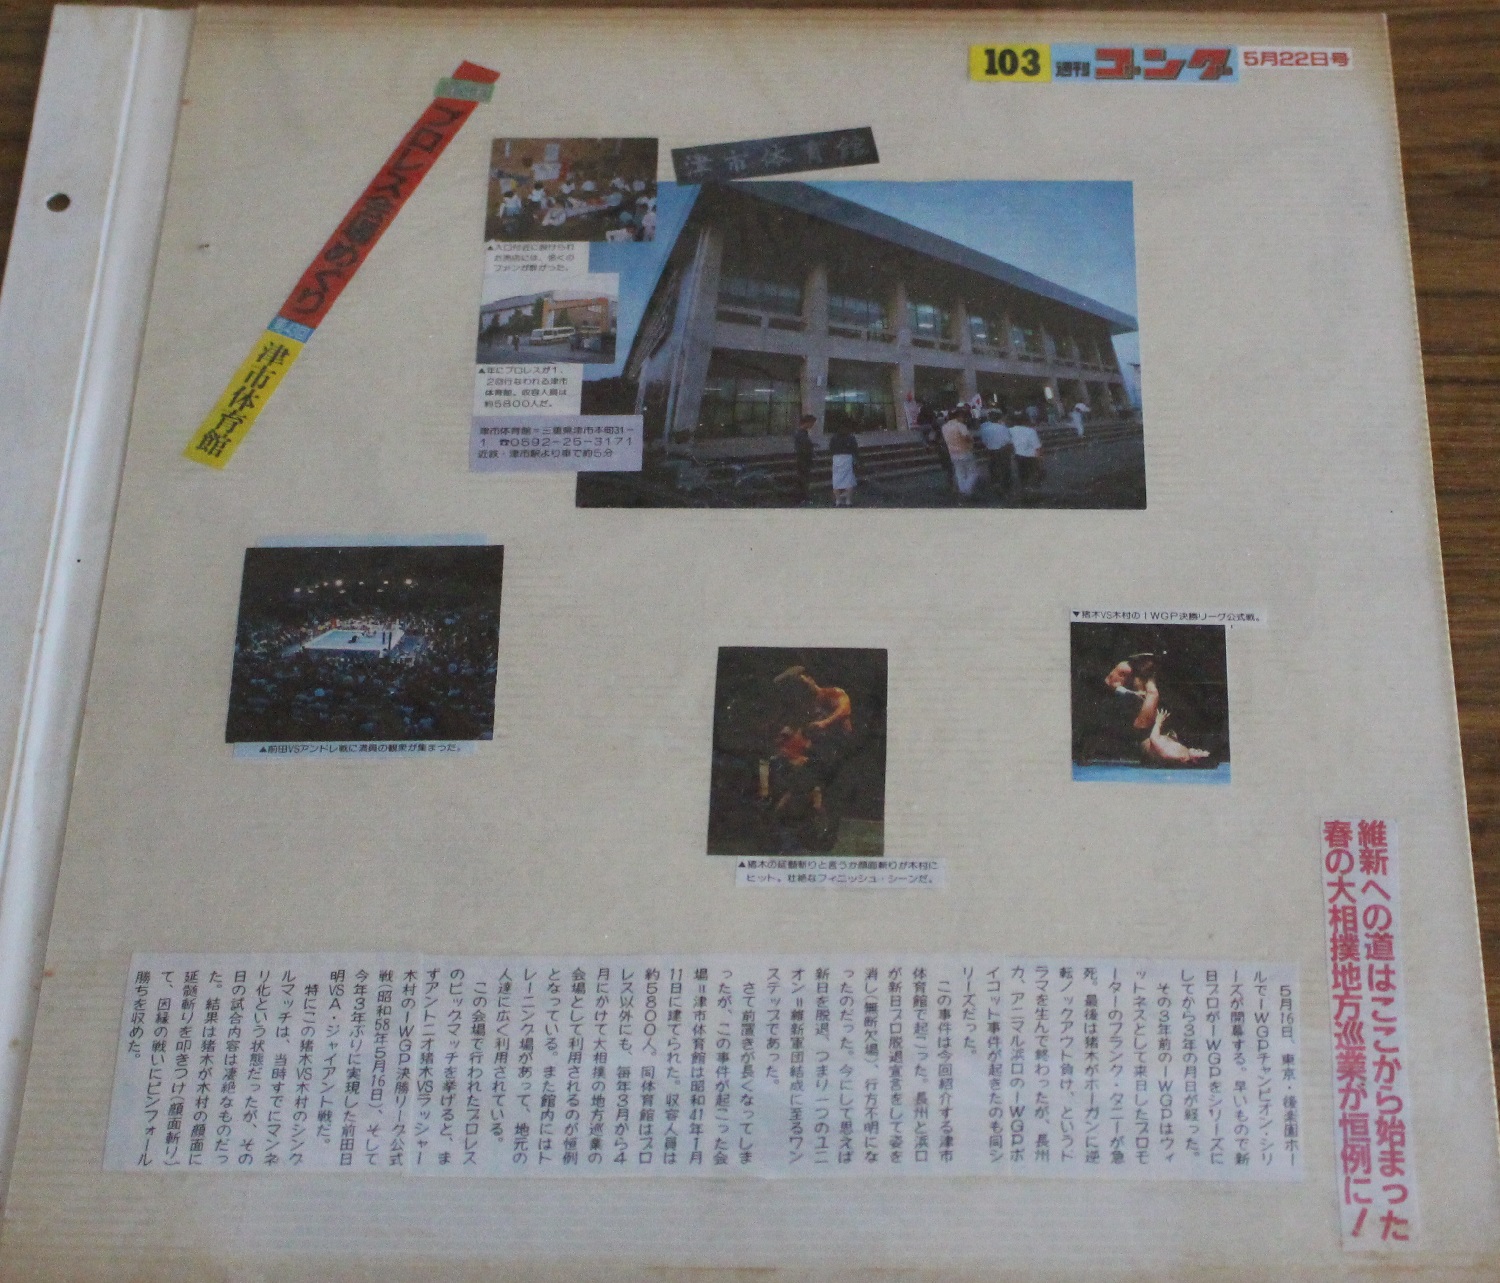 103 週刊ゴング 5月22日号
プロレス会場めぐり
津市体育館
津市体育館
▲入口付近に設けられ
お売店には、多くの
ファンが群がった。
▲年にプロレスが1、
2回行なわれる津市
体育館。収容人員は
約5800人だ。
津市体育館=三重県津市本町31-
1 ☎0592-25-3171
近鉄・津市駅より車で約5分
▲前田VSアンドレ戦に満員の観衆が集まった。
▲猪木の延髄斬りと言うか顔面斬りが木村に
ヒット。壮絶なフィニッシュ・シーンだ。
▼猪木VS木村のIWGP決勝リーグ公式戦。
維新への道はここから始まった
春の大相撲地方巡業が恒例に!
5月16日、東京・後楽園ホー
ルでIWGPチャンピオン・シリ
ーズが開幕する。早いもので新
日プロがIWGPをシリーズに
してから3年の月日が経った。
その3年前のIWGPはウィ
ットネスとして来日したプロモ
ーターのフランク・タニーが急
死。最後は猪木がホーガンに逆
転ノックアウト負け、というド
ラマを生んで終わったが、長州
力、アニマル浜口のIWGPボ
イコット事件が起きたのも同シ
リーズだった。
この事件は今回紹介する津市
体育館で起こった。長州と浜口
が新日プロ脱退宣言をして姿を
消し(無断欠場)、行方不明にな
ったのだった。今にして思えば
新日を脱退、つまり一つのユニ
オン=維新軍団結成に至るワン
ステップであった。
さて前置きが長くなってしま
ったが、この事件が起こった会
場=津市体育館は昭和41年1月
11日に建てられた。収容人員は
約5800人。同体育館はプロ
レス以外にも、毎年3月から4
月にかけて大相撲の地方巡業の
会場として利用されるのが恒例
となっている。また館内にはト
レーニング場があって、地元の
人達に広く利用されている。
この会場で行われたプロレス
のビックマッチを挙げると、ま
ずアントニオ猪木VSラッシャー
木村のIWGP決勝リーグ公式
戦(昭和58年5月16日)、そして
今年3年ぶりに実現した前田日
明VSA・ジャイアント戦だ。
特にこの猪木VS木村のシング
ルマッチは、当時すでにマンネ
リ化という状態だったが、その
日の試合内容は凄絶なものだっ
た。結果は猪木が木村の顔面に
延髄斬りを叩きつけ(顔面斬り)
て、因縁の戦いにピンフォール
勝ちを収めた。